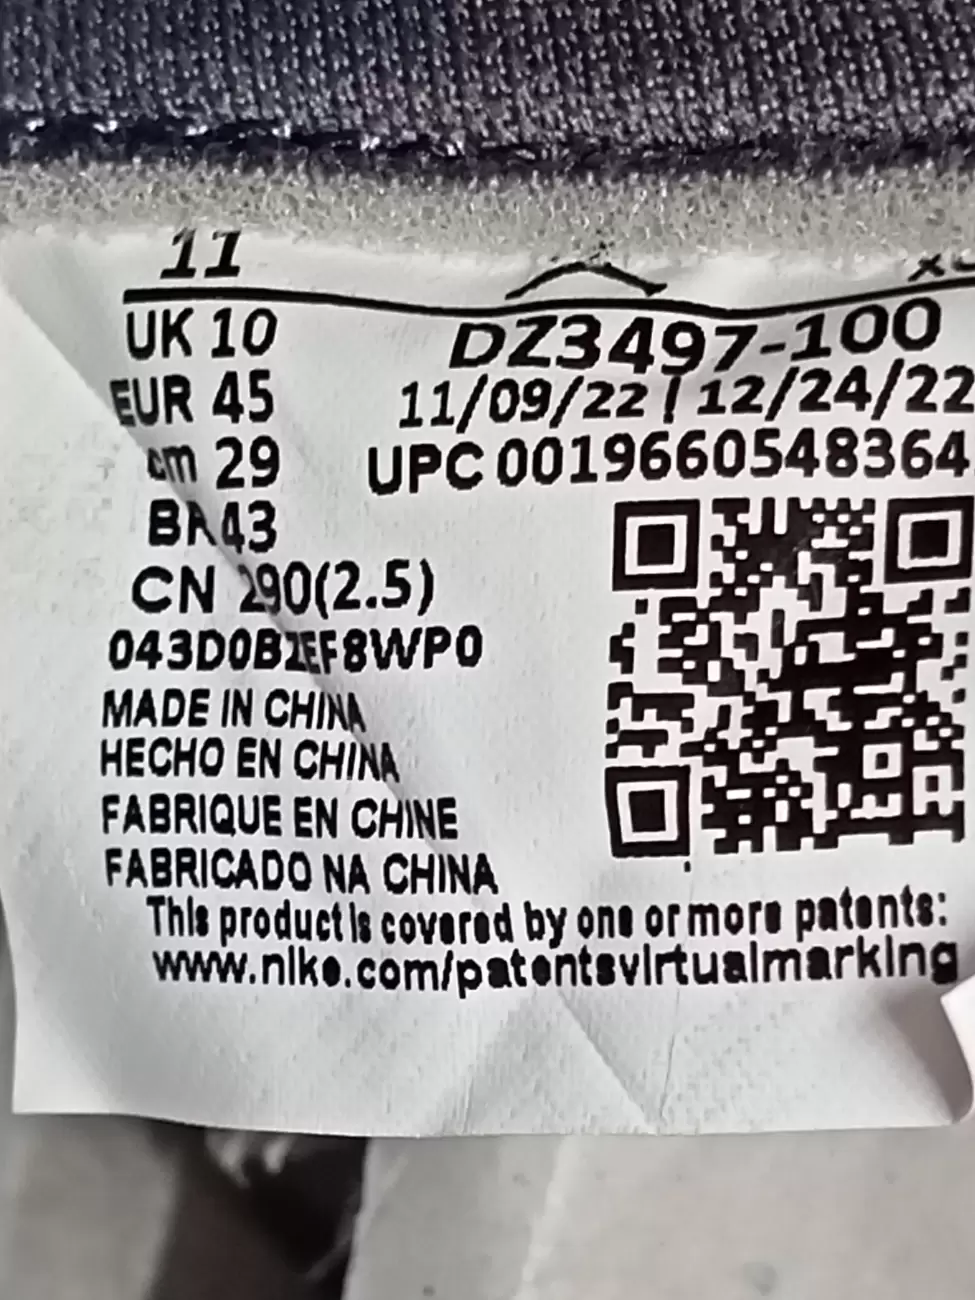 11
UK 10 DZ3497-100
EUR 45 11/09/22 | 12/24/22
cm 29 UPC 0019660548364
BR 43
CN 290(2.5)
MADE IN CHINA
HECHO EN CHINA
FABRIQUE EN CHINE
FABRICADO NA CHINA
This product is covered by one or more patents:
www.nike.com/patentsvirtualmarking